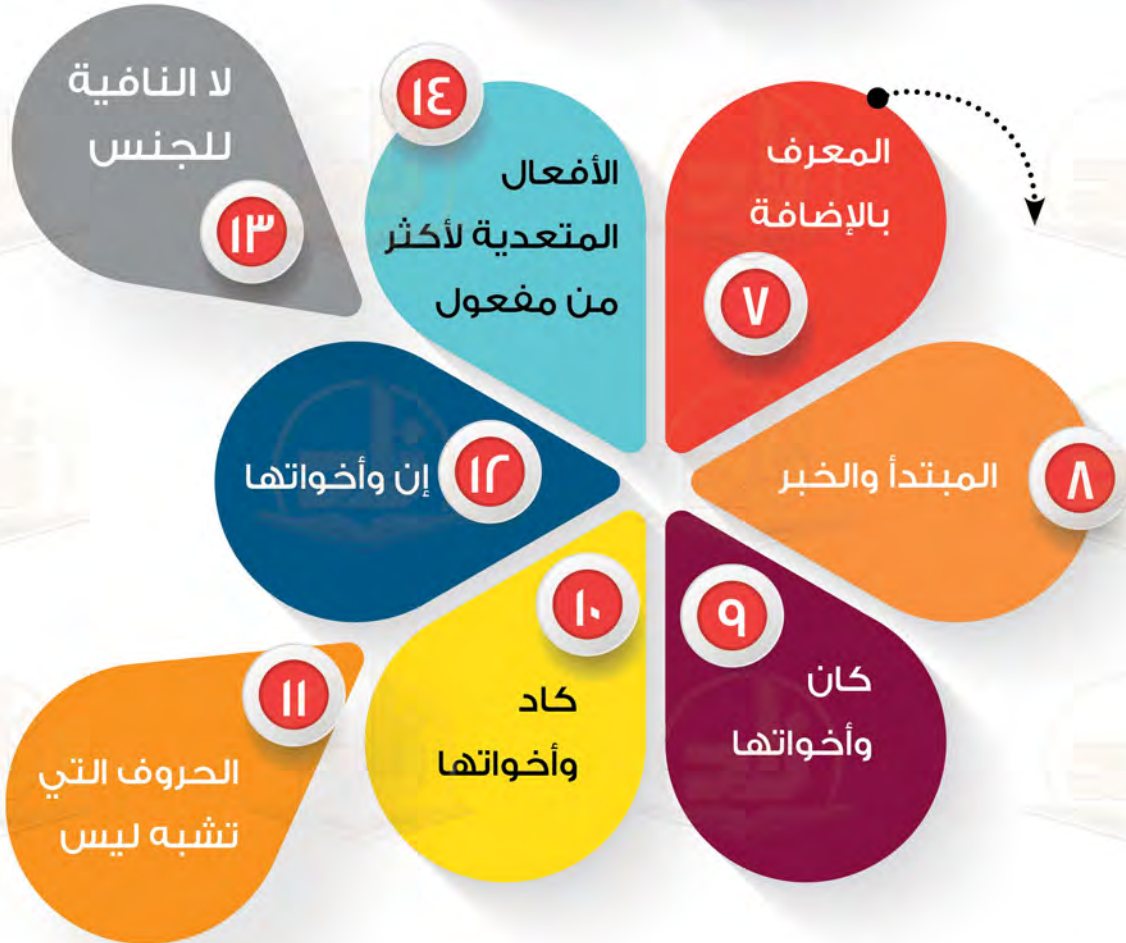 المعرف
بالإضافة
٧
المبتدأ والخبر
٨
٩
كان
وأخواتها
١٠
كاد
وأخواتها
١١
الحروف التي
تشبه ليس
١٢
إن وأخواتها
لا النافية
للجنس
١٣
١٤
الأفعال
المتعدية لأكثر
من مفعول